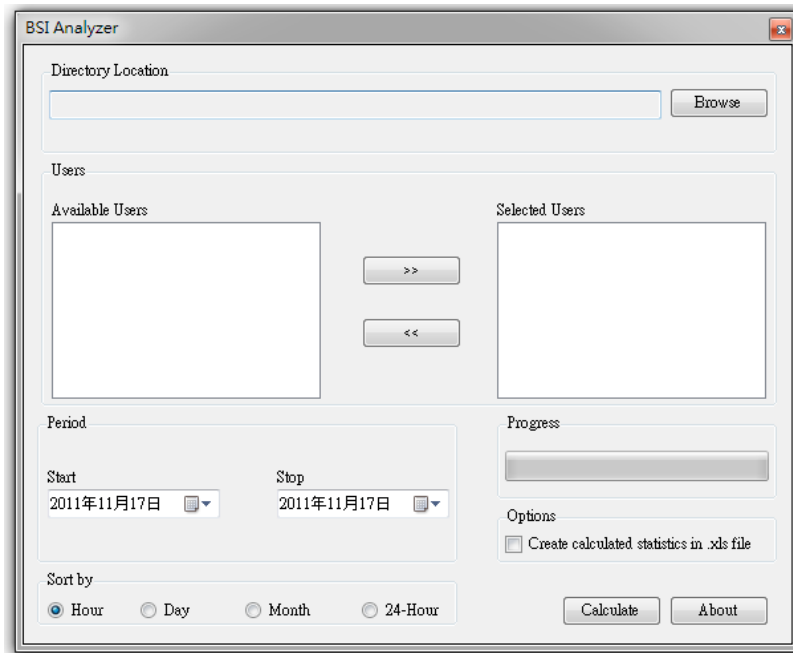 BSI Analyzer
Directory Location
Browse
Users
Available Users
Selected Users
>>
<<
Period
Start
Stop
2011年11月17日
2011年11月17日
Progress
Options
Create calculated statistics in .xls file
Sort by
Hour Day Month 24-Hour
Calculate About